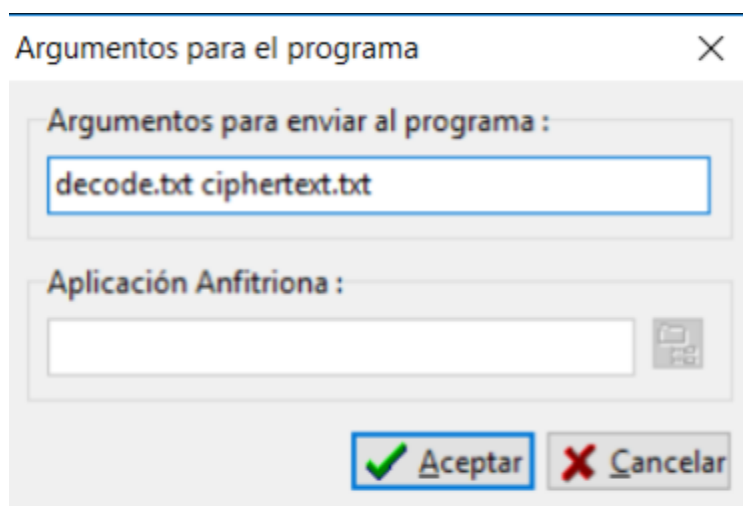 Argumentos para el programa
Argumentos para enviar al programa :
decode.txt ciphertext.txt
Aplicación Anfitriona :
Aceptar Cancelar